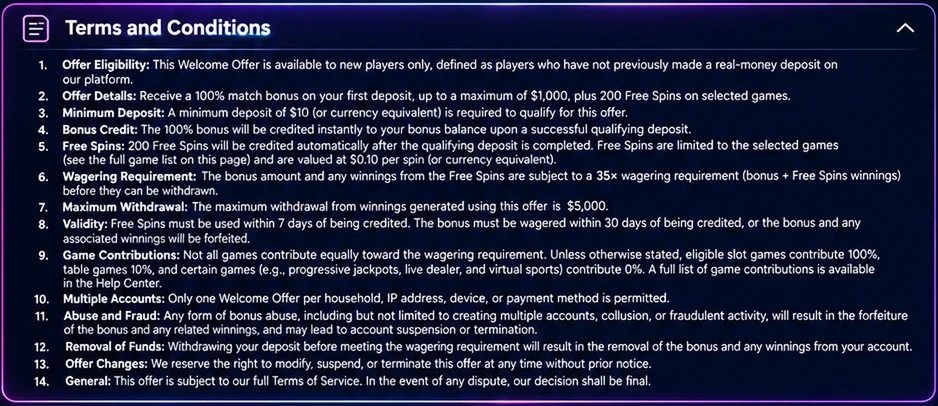 Terms and Conditions
1. Offer Eligibility: This Welcome Offer is available to new players only, defined as players who have not previously made a real-money deposit on
our platform.
2. Offer Details: Receive a 100% match bonus on your first deposit, up to a maximum of $1,000, plus 200 Free Spins on selected games.
3. Minimum Deposit: A minimum deposit of $10 (or currency equivalent) is required to qualify for this offer.
4. Bonus Credit: The 100% bonus will be credited instantly to your bonus balance upon a successful qualifying deposit.
5. Free Spins: 200 Free Spins will be credited automatically after the qualifying deposit is completed. Free Spins are limited to the selected games
(see the full game list on this page) and are valued at $0.10 per spin (or currency equivalent).
6. Wagering Requirement: The bonus amount and any winnings from the Free Spins are subject to a 35× wagering requirement (bonus + Free Spins winnings)
before they can be withdrawn.
7. Maximum Withdrawal: The maximum withdrawal from winnings generated using this offer is $5,000.
8. Validity: Free Spins must be used within 7 days of being credited. The bonus must be wagered within 30 days of being credited, or the bonus and any
associated winnings will be forfeited.
9. Game Contributions: Not all games contribute equally toward the wagering requirement. Unless otherwise stated, eligible slot games contribute 100%,
table games 10%, and certain games (e.g., progressive jackpots, live dealer, and virtual sports) contribute 0%. A full list of game contributions is available
in the Help Center.
10. Multiple Accounts: Only one Welcome Offer per household, IP address, device, or payment method is permitted.
11. Abuse and Fraud: Any form of bonus abuse, including but not limited to creating multiple accounts, collusion, or fraudulent activity, will result in the forfeiture
of the bonus and any related winnings, and may lead to account suspension or termination.
12. Removal of Funds: Withdrawing your deposit before meeting the wagering requirement will result in the removal of the bonus and any winnings from your account.
13. Offer Changes: We reserve the right to modify, suspend, or terminate this offer at any time without prior notice.
14. General: This offer is subject to our full Terms of Service. In the event of any dispute, our decision shall be final.